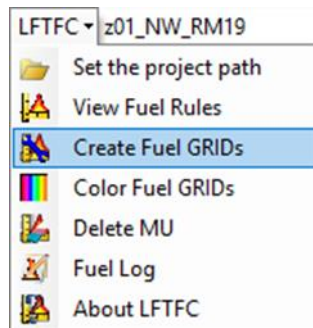 LFTFC z01_NW_RM19
Set the project path
View Fuel Rules
Create Fuel GRIDs
Color Fuel GRIDs
Delete MU
Fuel Log
About LFTFC